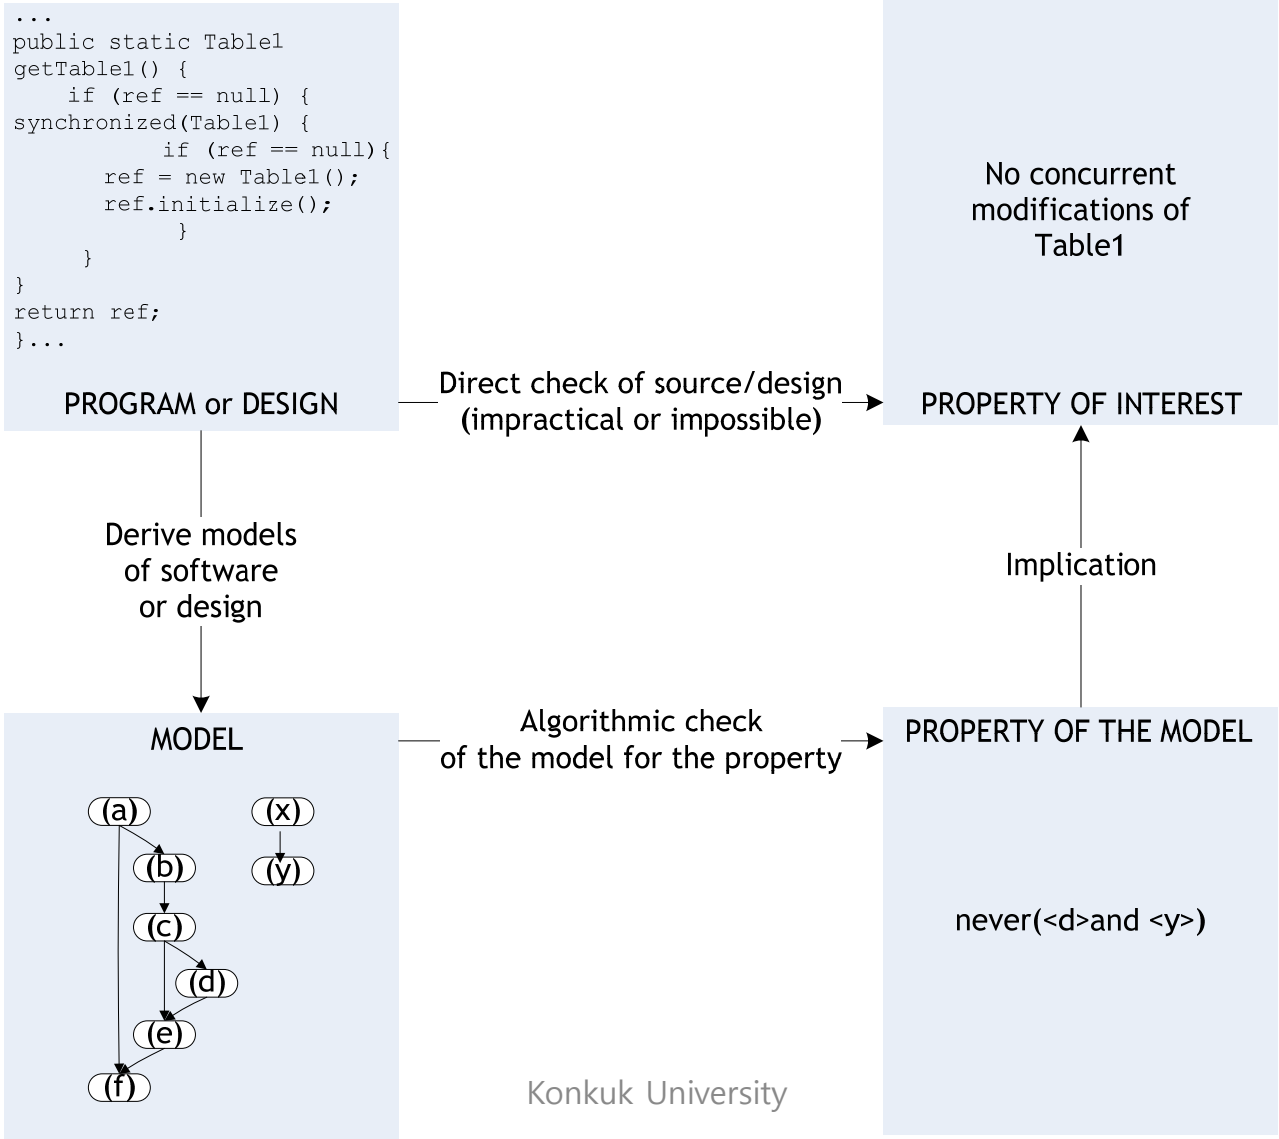 ...
public static Table1
getTable1() {
if (ref == null) {
synchronized(Table1) {
if (ref == null){
ref = new Table1();
ref.initialize();
}
}
}
return ref;
}...
PROGRAM or DESIGN
Direct check of source/design
(impractical or impossible)
No concurrent
modifications of
Table1
PROPERTY OF INTEREST
Derive models
of software
or design
Implication
MODEL
(a)
(x)
(b)
(y)
(c)
(d)
(e)
(f)
Algorithmic check
of the model for the property
PROPERTY OF THE MODEL
never(<d>and <y>)
Konkuk University